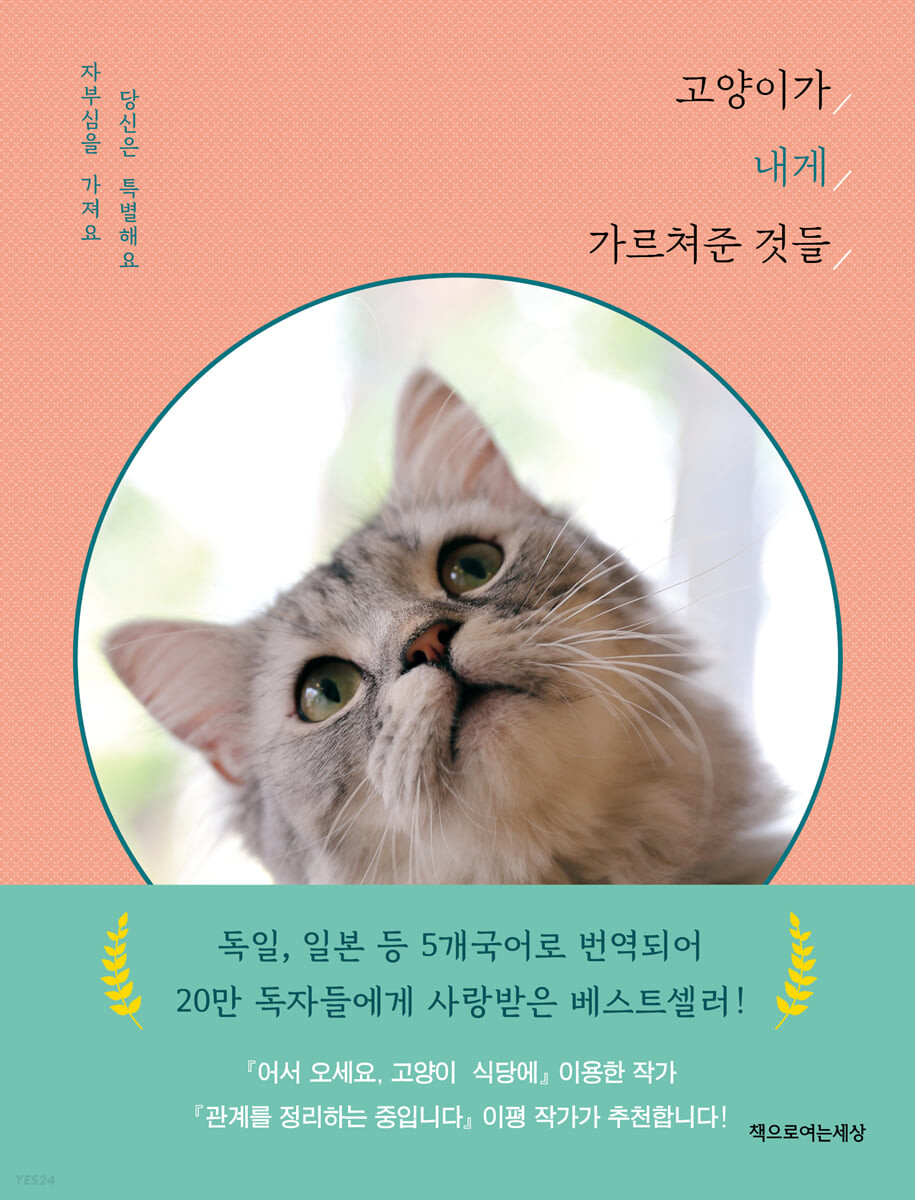 고양이가
내게
가르쳐준 것들
당신은 특별해요
자부심을 가져요
독일, 일본 등 5개국어로 번역되어
20만 독자들에게 사랑받은 베스트셀러!
『어서 오세요, 고양이 식당에』 이용한 작가
『관계를 정리하는 중입니다』 이평 작가가 추천합니다!
책으로여는세상
YES24